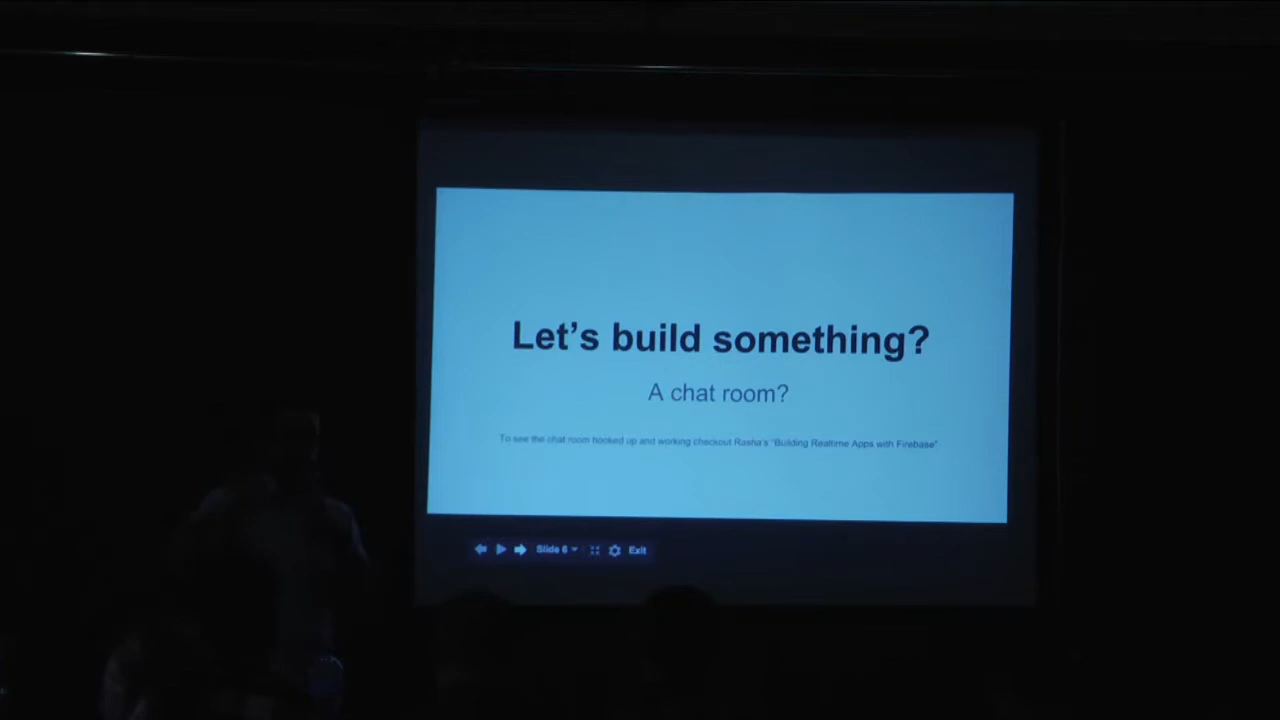 Let's build something?
A chat room?
To see the chat room hooked up and working checkout Rasha's "Building Realtime Apps with Firebase"
Slide 6 Exit